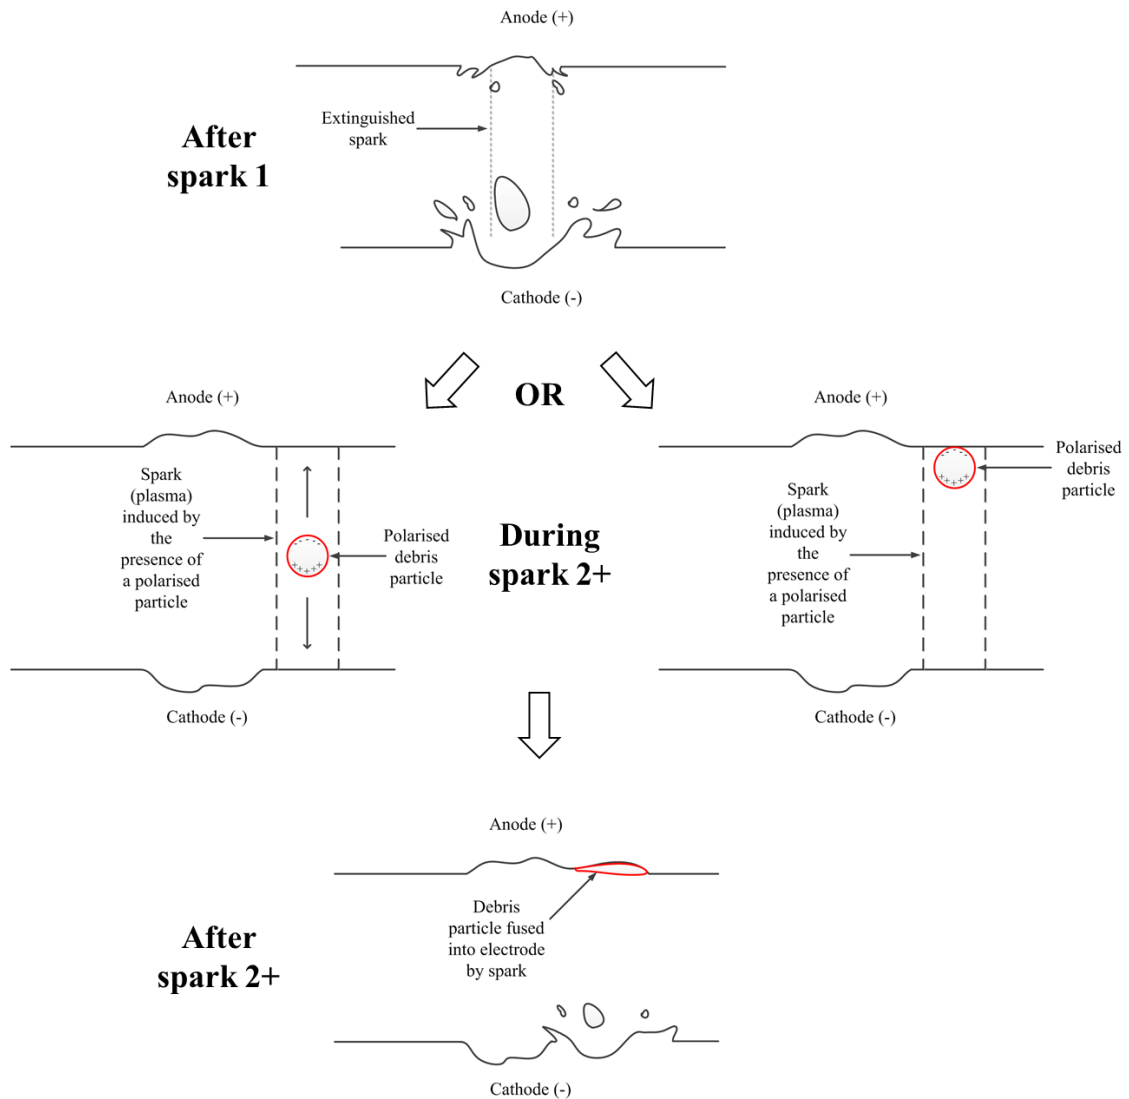 Anode (+)
Extinguished
spark
After
spark 1
Cathode (-)
OR
Anode (+)
Spark
(plasma)
induced by
the
presence of
a polarised
particle
- - - -
++++
Polarised
debris
particle
Cathode (-)
During
spark 2+
Anode (+)
Spark
(plasma)
induced by
the
presence of
a polarised
particle
- - - -
+++++
Polarised
debris
particle
Cathode (-)
Anode (+)
Debris
particle fused
into electrode
by spark
After
spark 2+
Cathode (-)